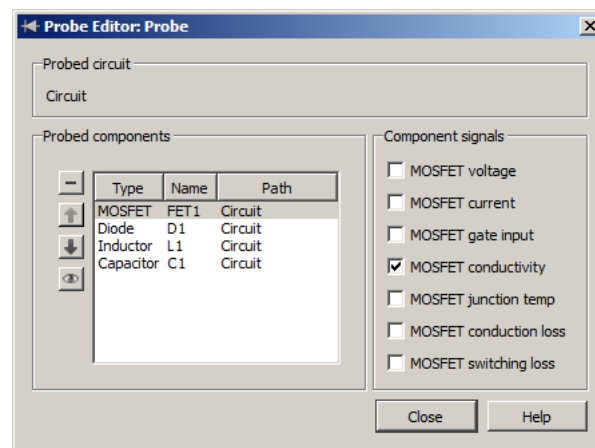 Probe Editor: Probe
Probed circuit
Circuit
Probed components
Type Name Path
MOSFET FET1 Circuit
Diode D1 Circuit
Inductor L1 Circuit
Capacitor C1 Circuit
Component signals
MOSFET voltage
MOSFET current
MOSFET gate input
MOSFET conductivity
MOSFET junction temp
MOSFET conduction loss
MOSFET switching loss
Close Help